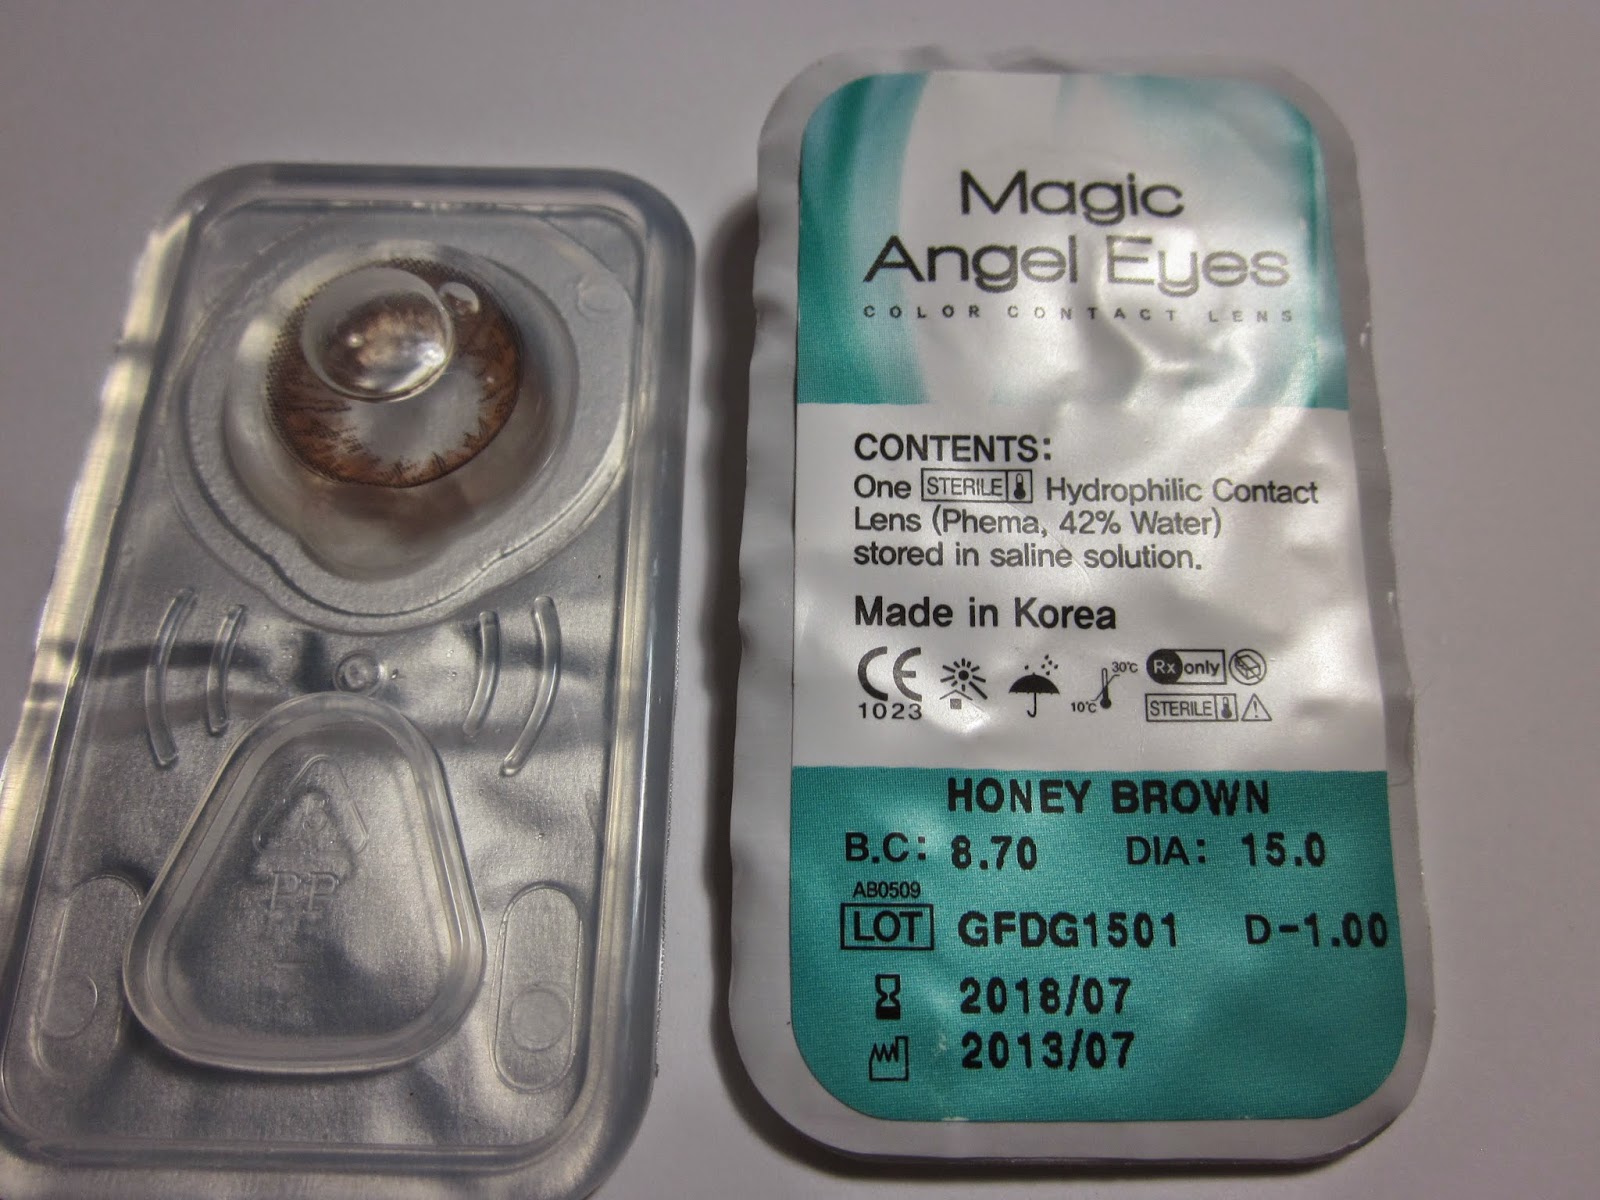 Magic
Angel Eyes
COLOR CONTACT LENS
CONTENTS:
One STERILE Hydrophilic Contact
Lens (Phema, 42% Water)
stored in saline solution.
Made in Korea
CE
1023
30℃
10℃
Rx only
STERILE
HONEY BROWN
B.C: 8.70 DIA: 15.0
AB0509
LOT GFDG1501 D-1.00
2018/07
2013/07
PP